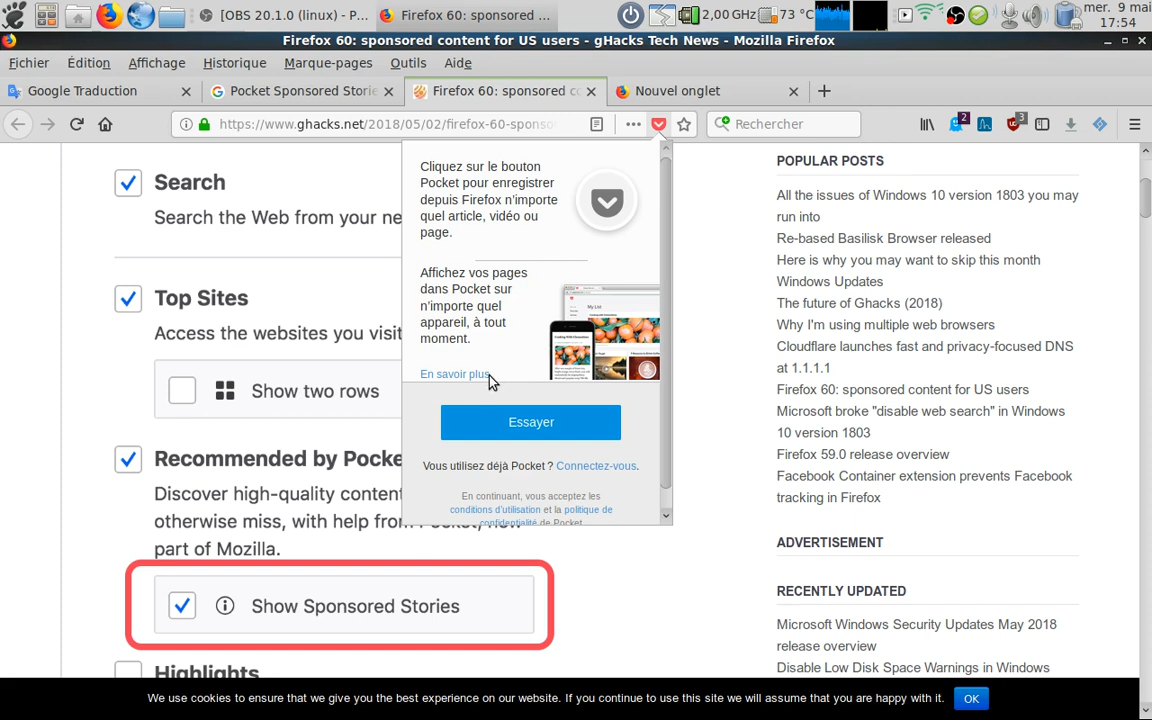 [OBS 20.1.0 (linux) - P...
Firefox 60: sponsored ...
2,00 GHz
73 °C
mer. 9 mai
17:54
Firefox 60: sponsored content for US users - gHacks Tech News - Mozilla Firefox
Fichier Édition Affichage Historique Marque-pages Outils Aide
Google Traduction
Pocket Sponsored Storie
Firefox 60: sponsored co
Nouvel onglet
https://www.ghacks.net/2018/05/02/firefox-60-sponso
Rechercher
2
3
Search
Search the Web from your ne
Top Sites
Access the websites you visit
Show two rows
Recommended by Pocke
Discover high-quality content
otherwise miss, with help from Pocket, now
part of Mozilla.
Show Sponsored Stories
Highlights
Cliquez sur le bouton
Pocket pour enregistrer
depuis Firefox n'importe
quel article, vidéo ou
page.
Affichez vos pages
dans Pocket sur
n'importe quel
appareil, à tout
moment.
En savoir plus
My List
Essayer
Vous utilisez déjà Pocket ? Connectez-vous.
En continuant, vous acceptez les
conditions d'utilisation et la politique de
confidentialité de Pocket
POPULAR POSTS
All the issues of Windows 10 version 1803 you may
run into
Re-based Basilisk Browser released
Here is why you may want to skip this month
Windows Updates
The future of Ghacks (2018)
Why I'm using multiple web browsers
Cloudflare launches fast and privacy-focused DNS
at 1.1.1.1
Firefox 60: sponsored content for US users
Microsoft broke "disable web search" in Windows
10 version 1803
Firefox 59.0 release overview
Facebook Container extension prevents Facebook
tracking in Firefox
ADVERTISEMENT
RECENTLY UPDATED
Microsoft Windows Security Updates May 2018
release overview
Disable Low Disk Space Warnings in Windows
We use cookies to ensure that we give you the best experience on our website. If you continue to use this site we will assume that you are happy with it.
OK